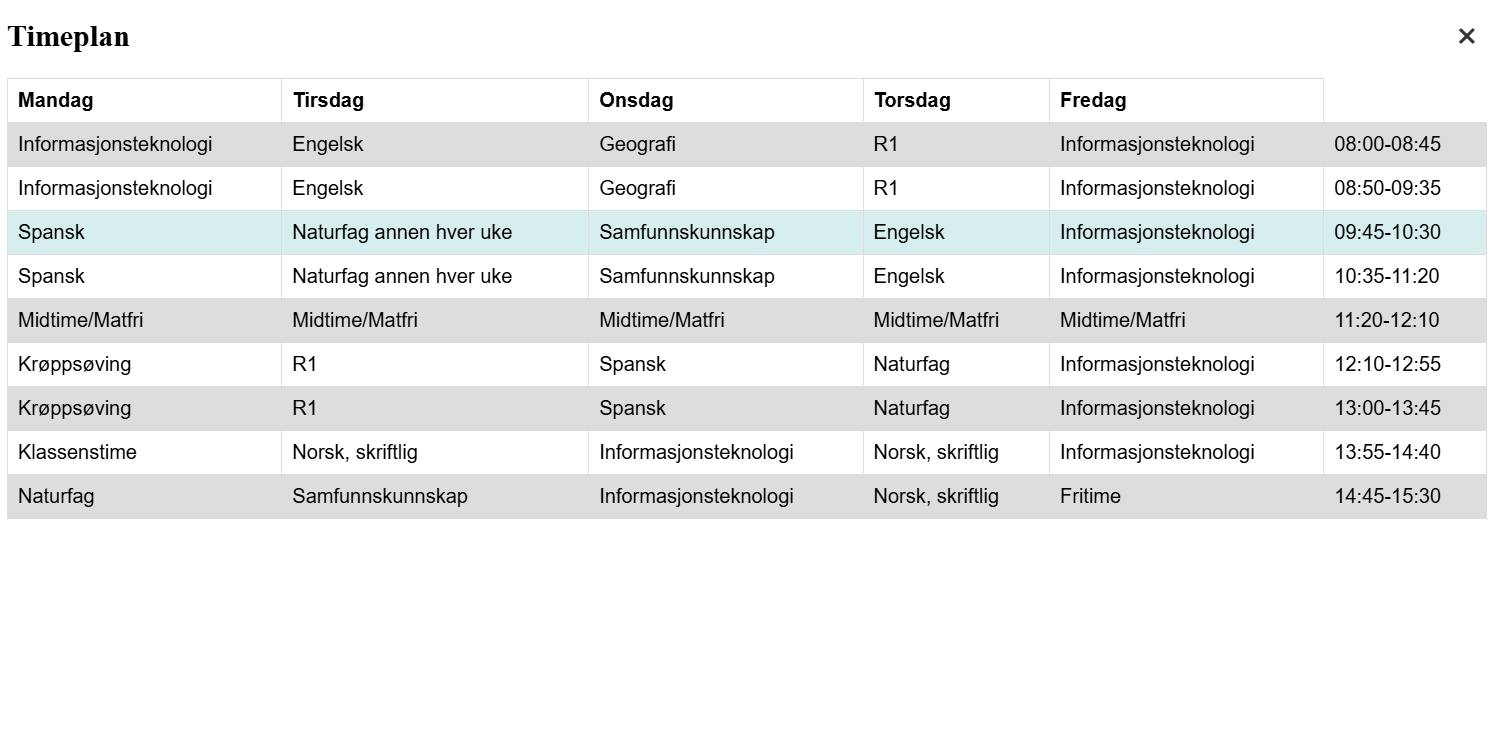 Timeplan ×
Mandag Tirsdag Onsdag Torsdag Fredag
Informasjonsteknologi Engelsk Geografi R1 Informasjonsteknologi 08:00-08:45
Informasjonsteknologi Engelsk Geografi R1 Informasjonsteknologi 08:50-09:35
Spansk Naturfag annen hver uke Samfunnskunnskap Engelsk Informasjonsteknologi 09:45-10:30
Spansk Naturfag annen hver uke Samfunnskunnskap Engelsk Informasjonsteknologi 10:35-11:20
Midtime/Matfri Midtime/Matfri Midtime/Matfri Midtime/Matfri Midtime/Matfri 11:20-12:10
Krøppsøving R1 Spansk Naturfag Informasjonsteknologi 12:10-12:55
Krøppsøving R1 Spansk Naturfag Informasjonsteknologi 13:00-13:45
Klassenstime Norsk, skriftlig Informasjonsteknologi Norsk, skriftlig Informasjonsteknologi 13:55-14:40
Naturfag Samfunnskunnskap Informasjonsteknologi Norsk, skriftlig Fritime 14:45-15:30